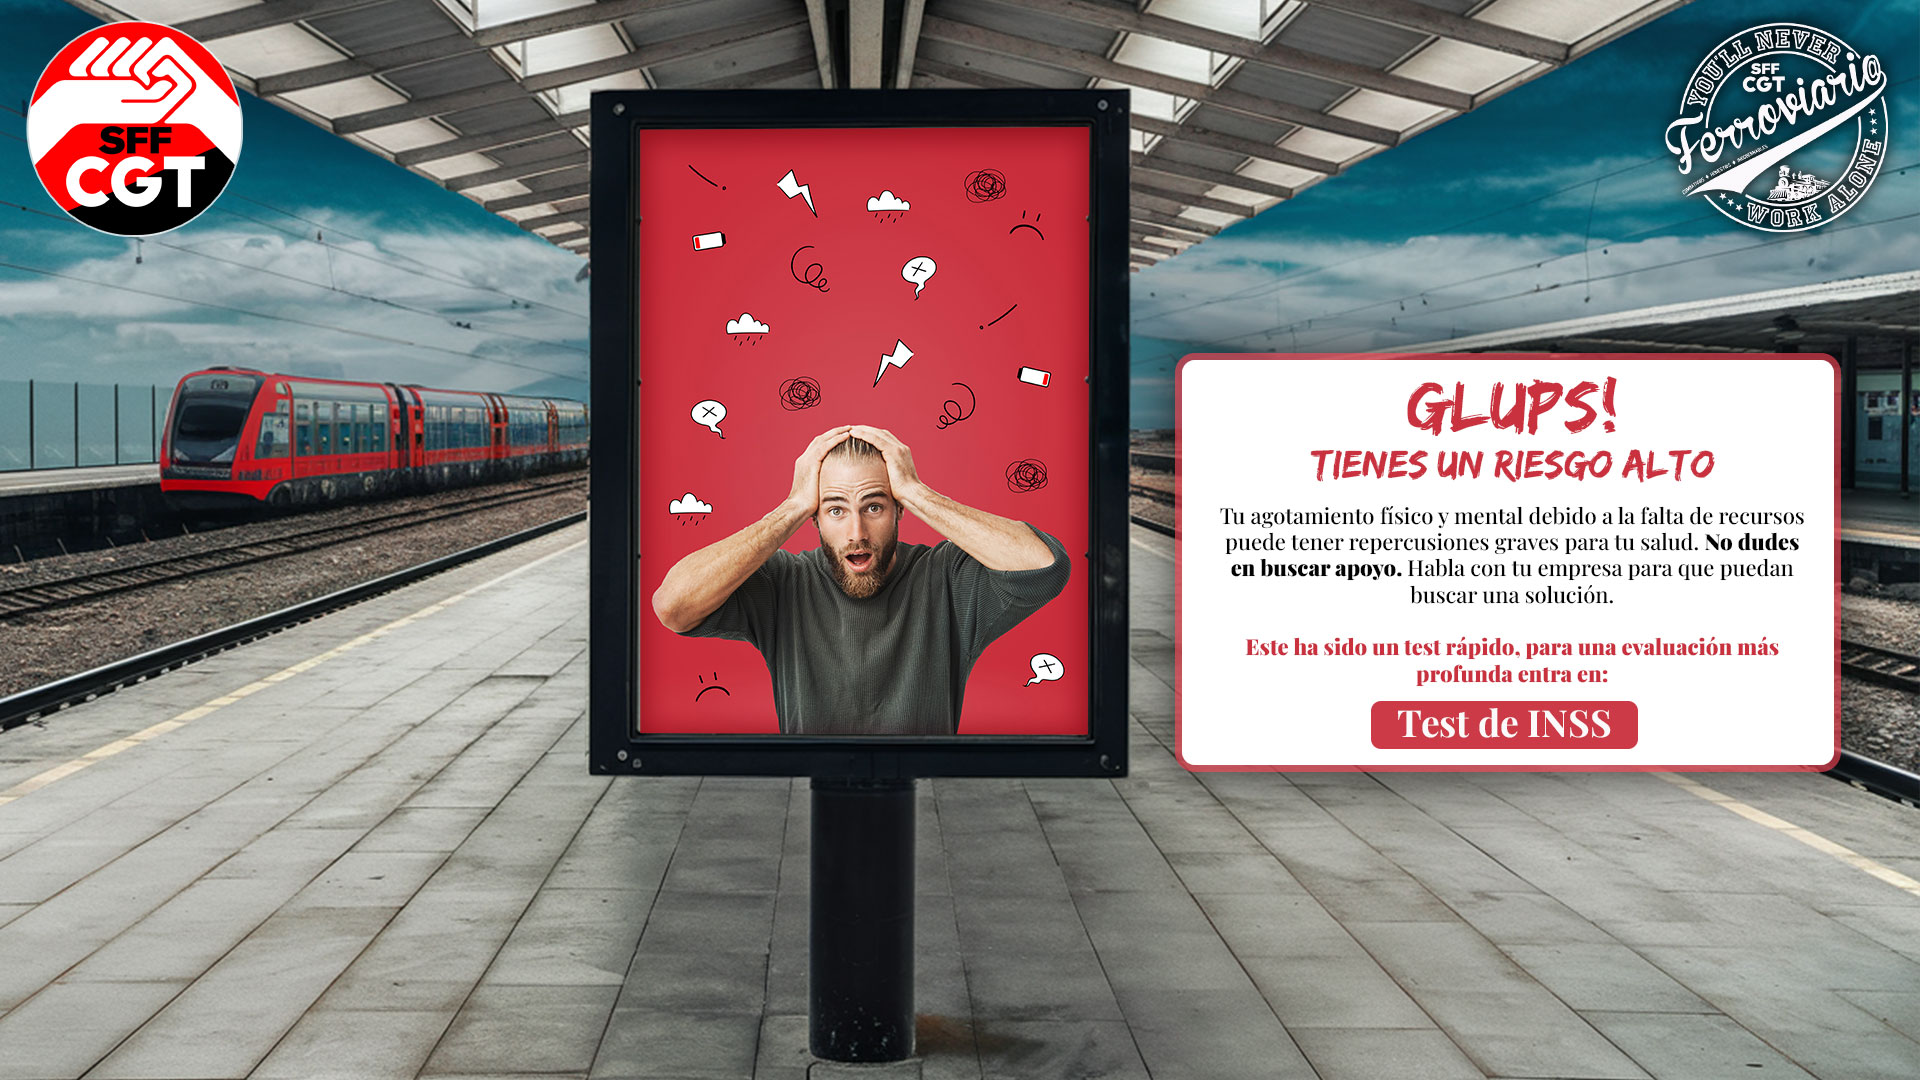 SFF
CGT
YOU'LL NEVER
SFF
CGT
Ferroviario
WORK ALONE
GLUPS!
TIENES UN RIESGO ALTO
Tu agotamiento físico y mental debido a la falta de recursos
puede tener repercusiones graves para tu salud. No dudes
en buscar apoyo. Habla con tu empresa para que puedan
buscar una solución.
Este ha sido un test rápido, para una evaluación más
profunda entra en:
Test de INSS